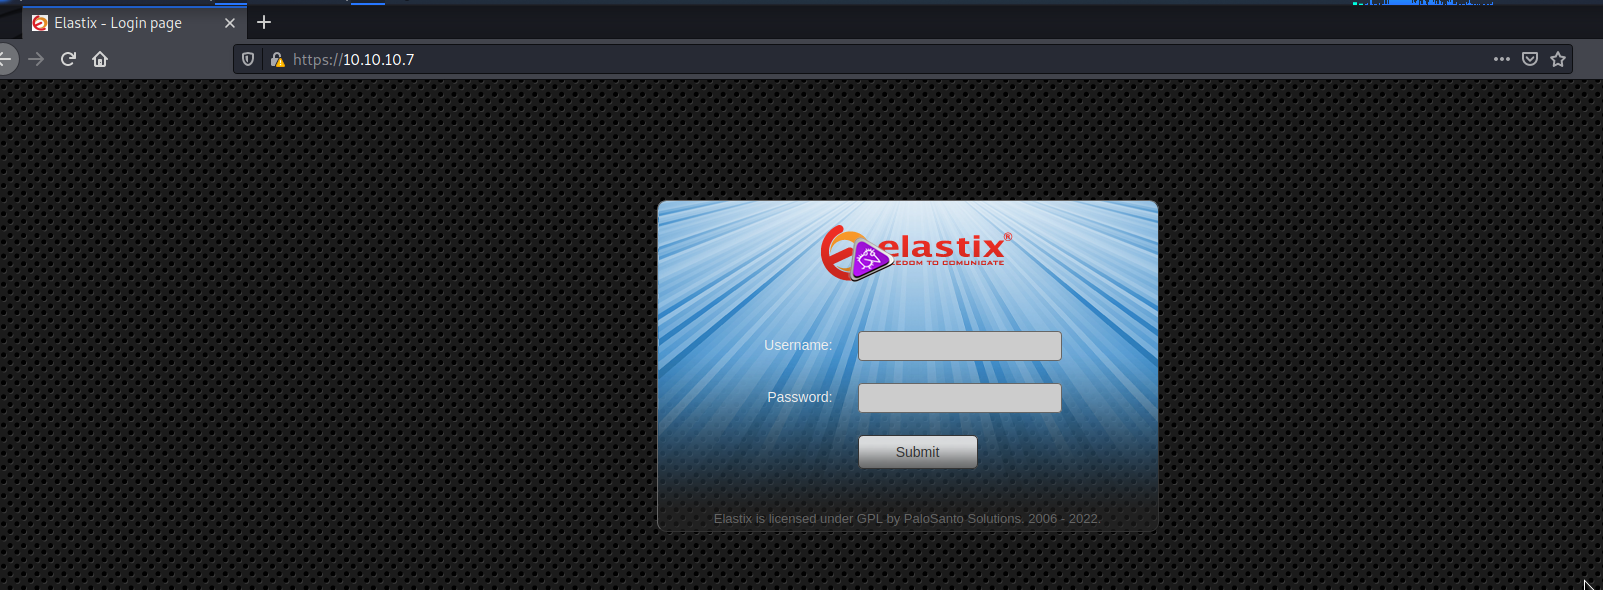 Elastix - Login page
https://10.10.10.7
elastix®
EDOM TO COMUNICATE
Username:
Password:
Submit
Elastix is licensed under GPL by PaloSanto Solutions. 2006 - 2022.